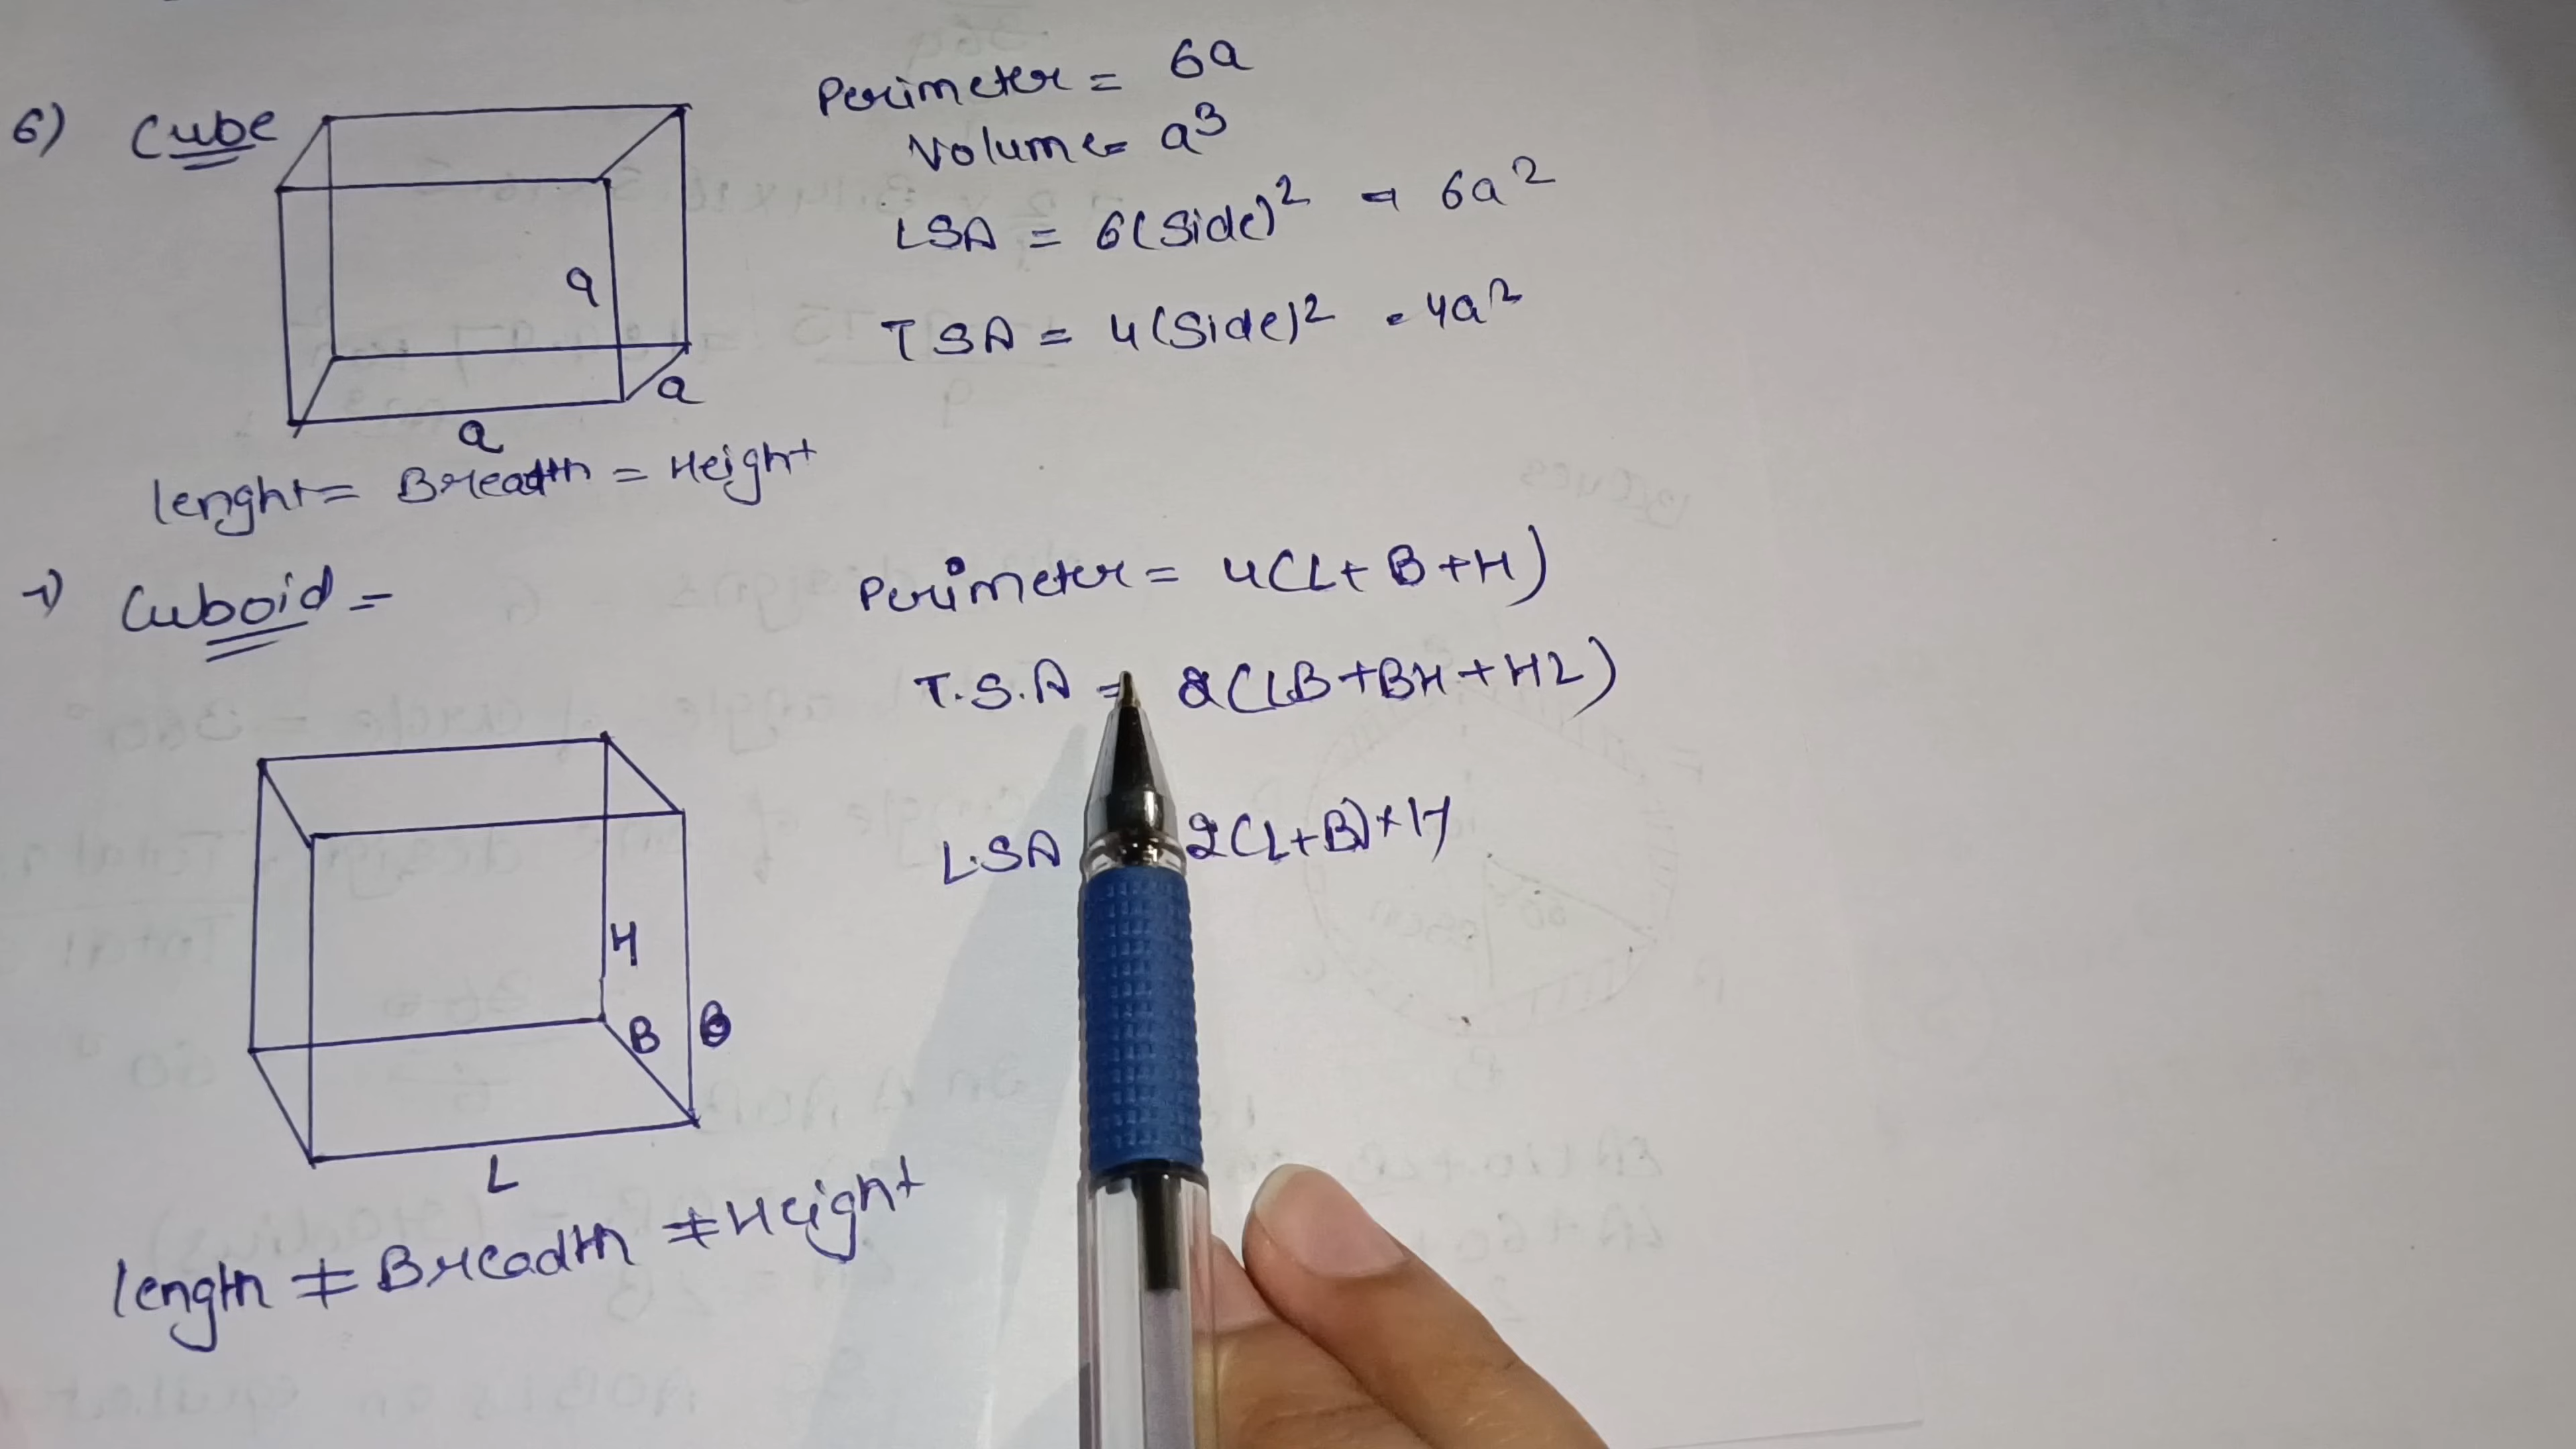 6) Cube
Perimeter = 6a
Volume = a³
LSA = 6(Side)² = 6a²
TSA = 4(Side)² = 4a²
a
a
a
lenght = Breadth = Height
7) Cuboid =
Perimeter = 4(L+B+H)
T.S.A = 2(LB+BH+HL)
L.SA 2(L+B)×H
H
B
B
L
length ≠ Breadth ≠ Height